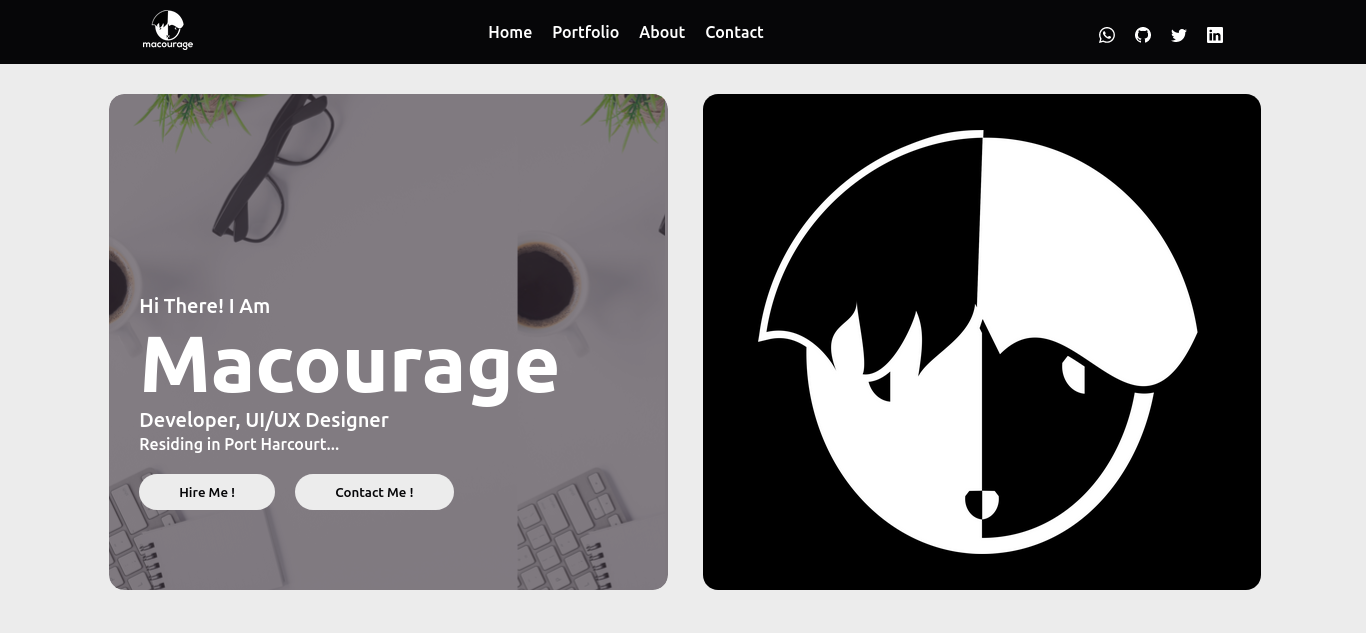 macourage
Home Portfolio About Contact
Hi There! I Am
Macourage
Developer, UI/UX Designer
Residing in Port Harcourt...
Hire Me ! Contact Me !